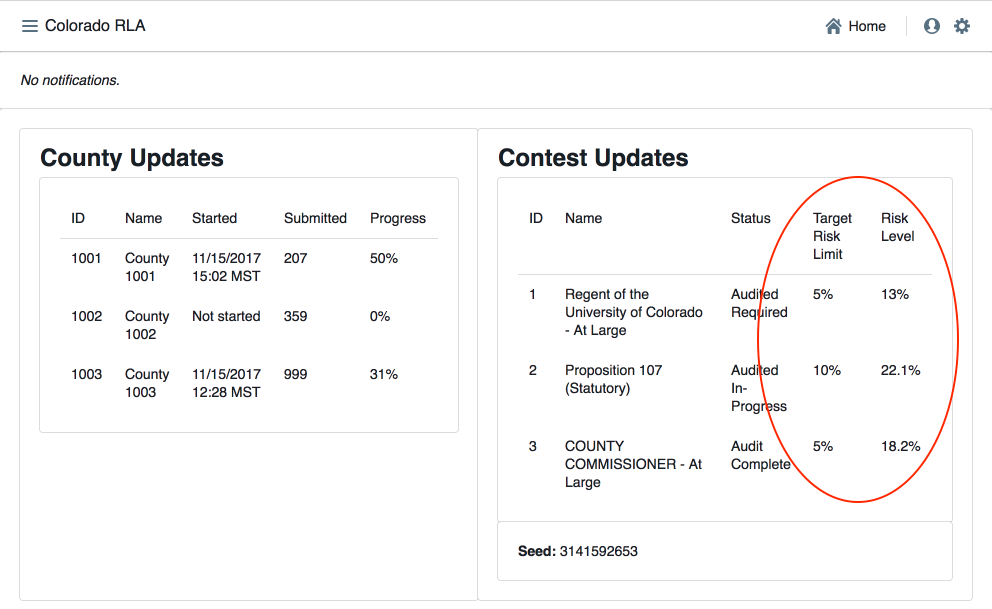 Colorado RLA
Home
No notifications.
County Updates
ID Name Started Submitted Progress
1001 County 11/15/2017 207 50%
1001 15:02 MST
1002 County Not started 359 0%
1002
1003 County 11/15/2017 999 31%
1003 12:28 MST
Contest Updates
ID Name Status Target Risk
Risk Level
Limit
1 Regent of the Audited 5% 13%
University of Colorado Required
- At Large
2 Proposition 107 Audited 10% 22.1%
(Statutory) In-
Progress
3 COUNTY Audit 5% 18.2%
COMMISSIONER - At Complete
Large
Seed: 3141592653